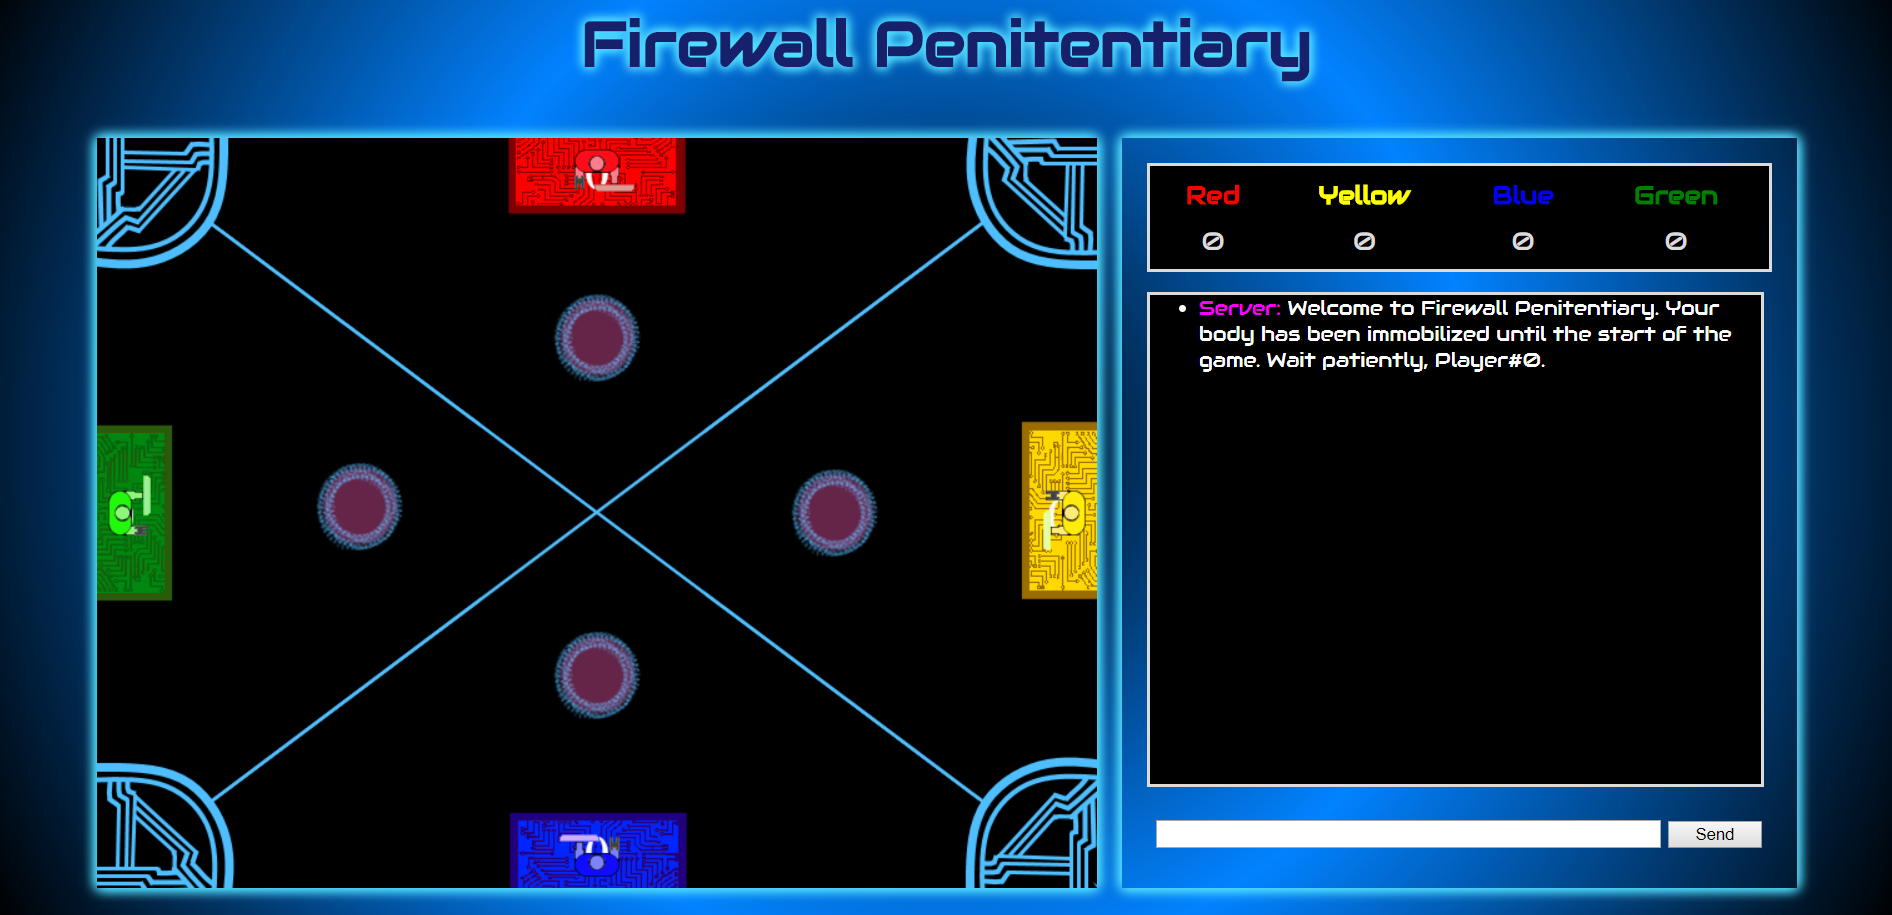 Firewall Penitentiary
Red Yellow Blue Green
0 0 0 0
Server: Welcome to Firewall Penitentiary. Your
body has been immobilized until the start of the
game. Wait patiently, Player#0.
Send